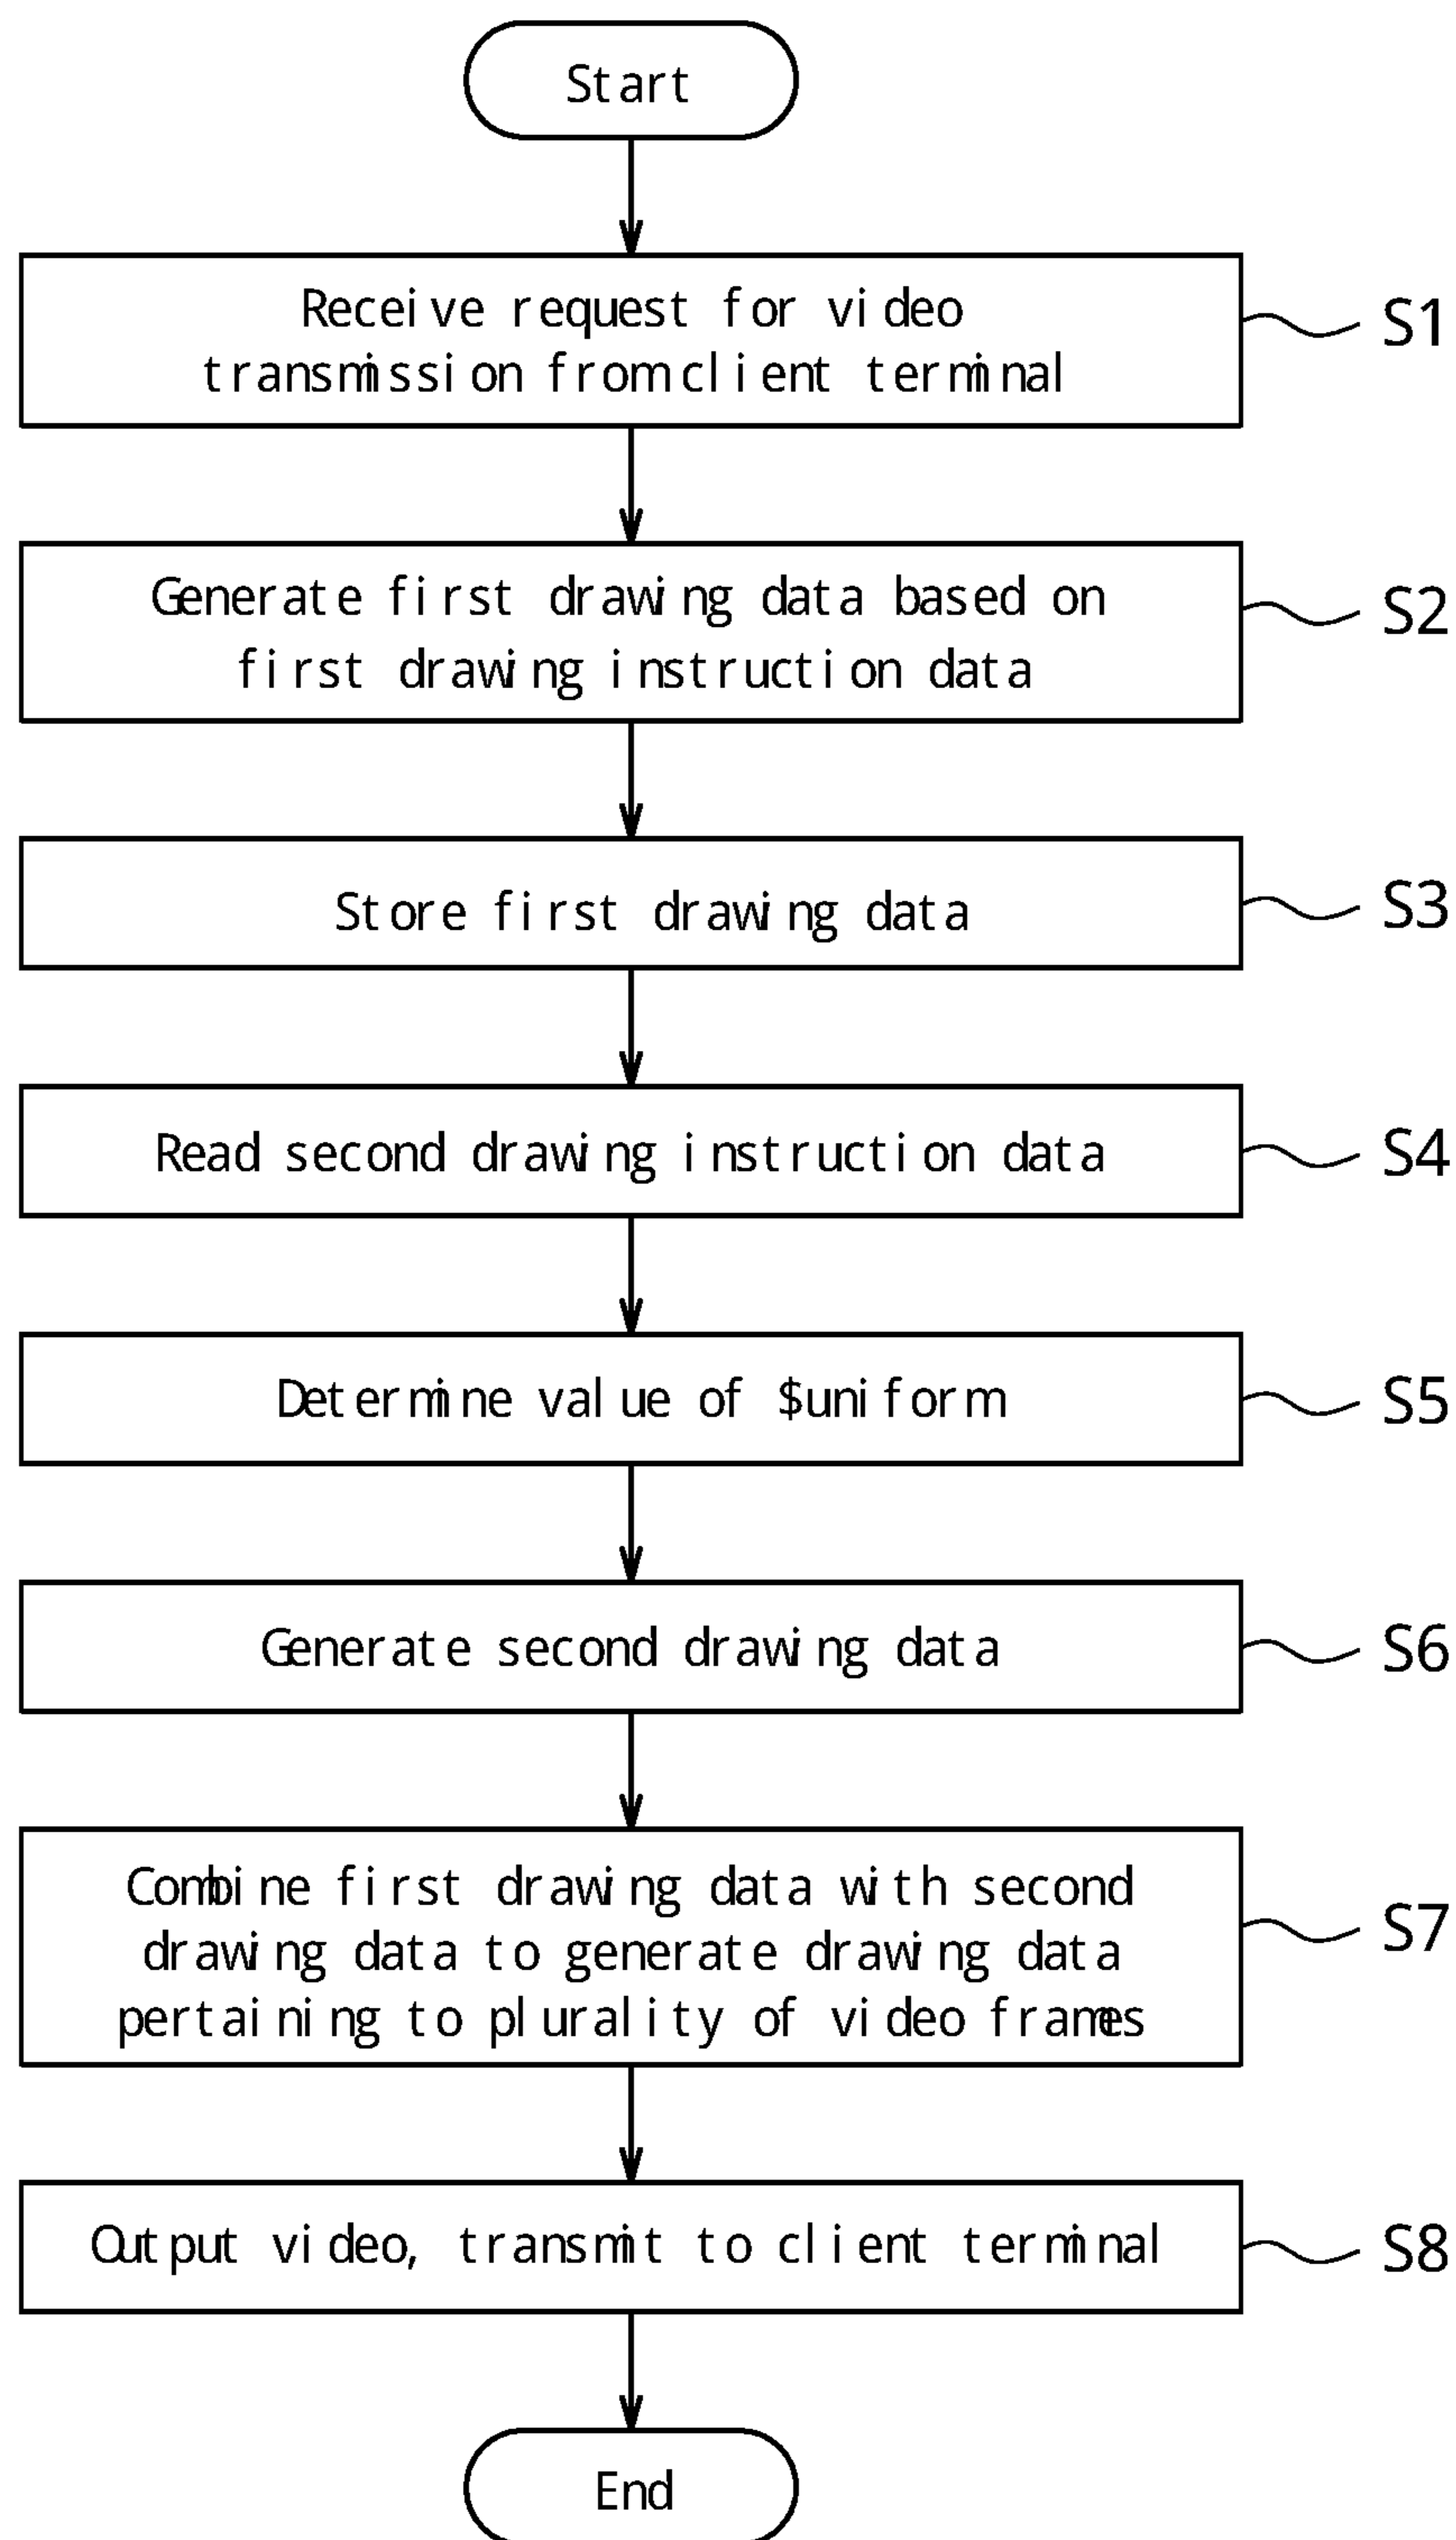 Start
Receive request for video
transmission from client terminal
S1
Generate first drawing data based on
first drawing instruction data
S2
Store first drawing data
S3
Read second drawing instruction data
S4
Determine value of $uniform
S5
Generate second drawing data
S6
Combine first drawing data with second
drawing data to generate drawing data
pertaining to plurality of video frames
S7
Output video, transmit to client terminal
S8
End